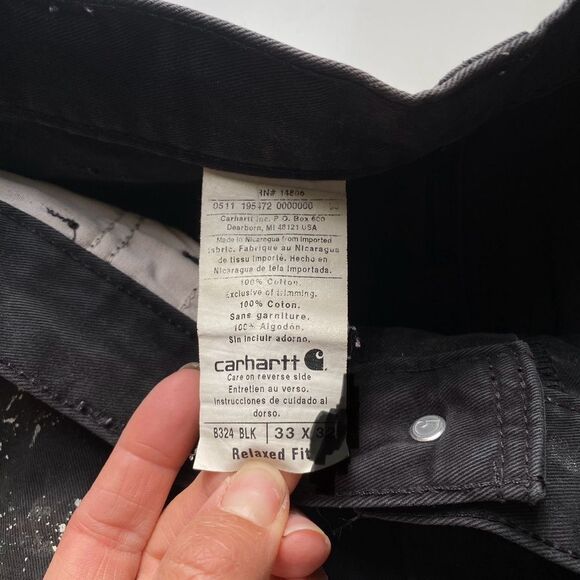 RN# 14806
0511 195472 0000000
Carhartt Inc. P.O. Box 600
Dearborn, MI 48121 USA
Made in Nicaragua from imported
fabric. Fabriqué au Nicaragua
de tissu importé. Hecho en
Nicaragua de tela importada.
100% Cotton.
Exclusive of trimming.
100% Coton.
Sans garniture.
100% Algodón.
Sin incluir adorno.
carhartt
Care on reverse side
Entretien au verso.
Instrucciones de cuidado al
dorso.
B324 BLK 33 X
Relaxed Fit